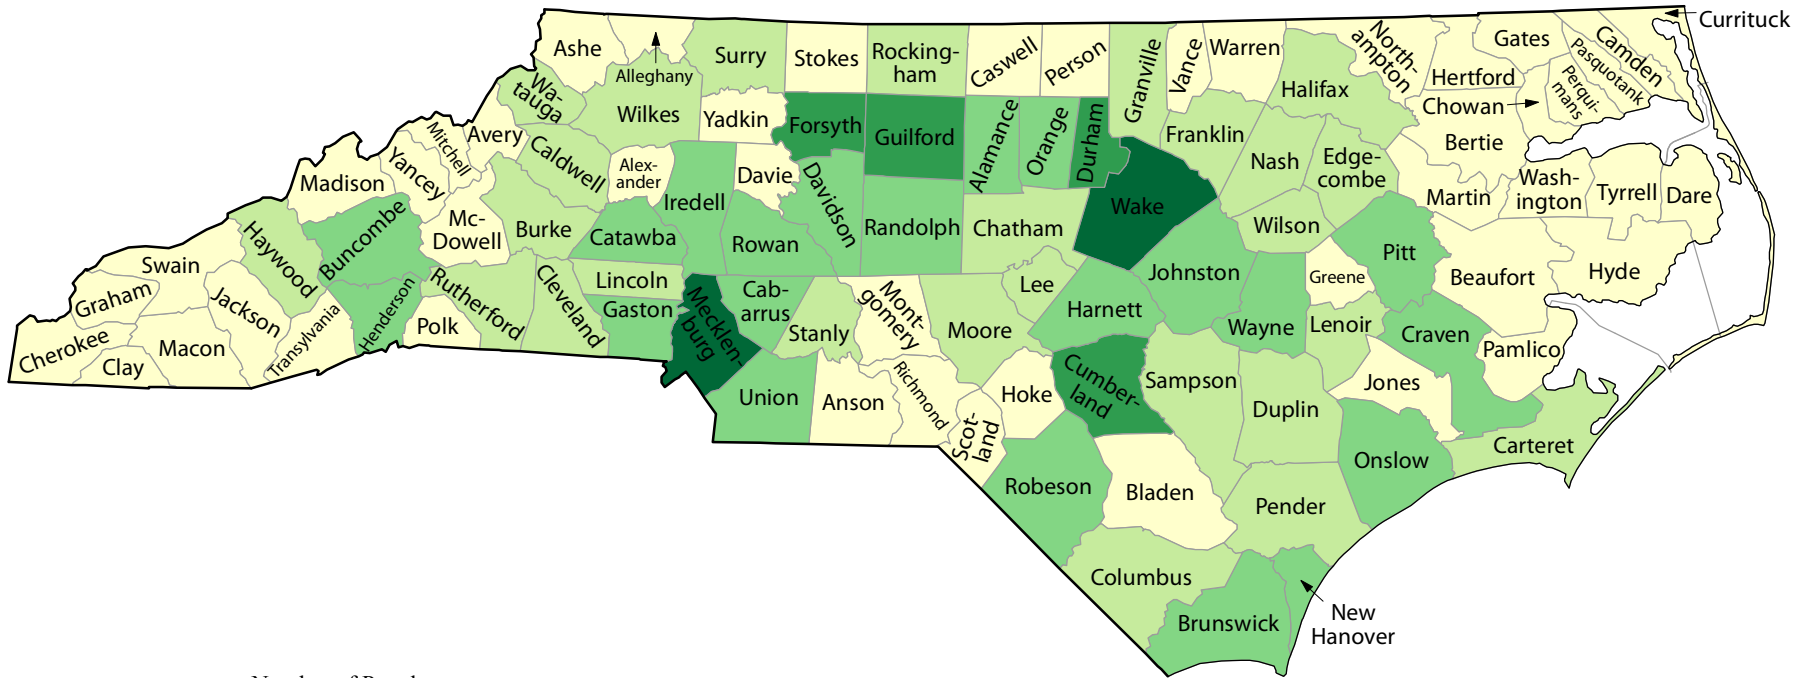 Currituck
Ashe
Alleghany
Surry
Stokes
Rocking-
ham
Caswell
Person
Granville
Vance
Warren
North-
ampton
Gates
Hertford
Pasquotank
Camden
Perqui-
mans
Chowan
Wa-
tauga
Wilkes
Yadkin
Forsyth
Guilford
Alamance
Orange
Durham
Franklin
Halifax
Nash
Edge-
combe
Bertie
Mitchell
Avery
Caldwell
Alex-
ander
Iredell
Davie
Davidson
Randolph
Chatham
Wake
Wilson
Martin
Wash-
ington
Tyrrell
Dare
Madison
Yancey
Mc-
Dowell
Burke
Catawba
Rowan
Johnston
Pitt
Beaufort
Hyde
Haywood
Buncombe
Swain
Graham
Jackson
Cherokee
Clay
Macon
Transylvania
Henderson
Polk
Rutherford
Cleveland
Lincoln
Gaston
Mecklen-
burg
Cab-
arrus
Stanly
Mont-
gomery
Moore
Lee
Harnett
Wayne
Greene
Lenoir
Craven
Pamlico
Jones
Union
Anson
Richmond
Scot-
land
Hoke
Cumber-
land
Sampson
Duplin
Onslow
Carteret
Robeson
Bladen
Pender
Columbus
Brunswick
New
Hanover